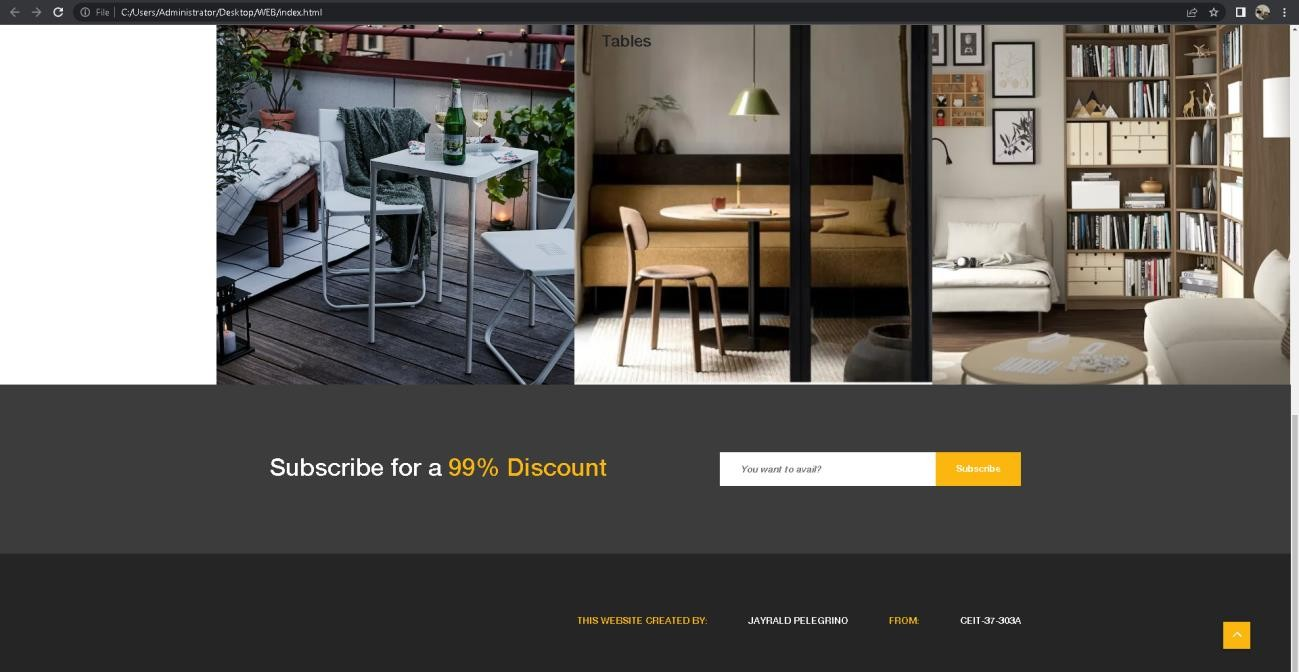 File C:/Users/Administrator/Desktop/WEB/index.html
Tables
Subscribe for a 99% Discount
You want to avail?
Subscribe
THIS WEBSITE CREATED BY: JAYRALD PELEGRINO FROM: CEIT-37-303A